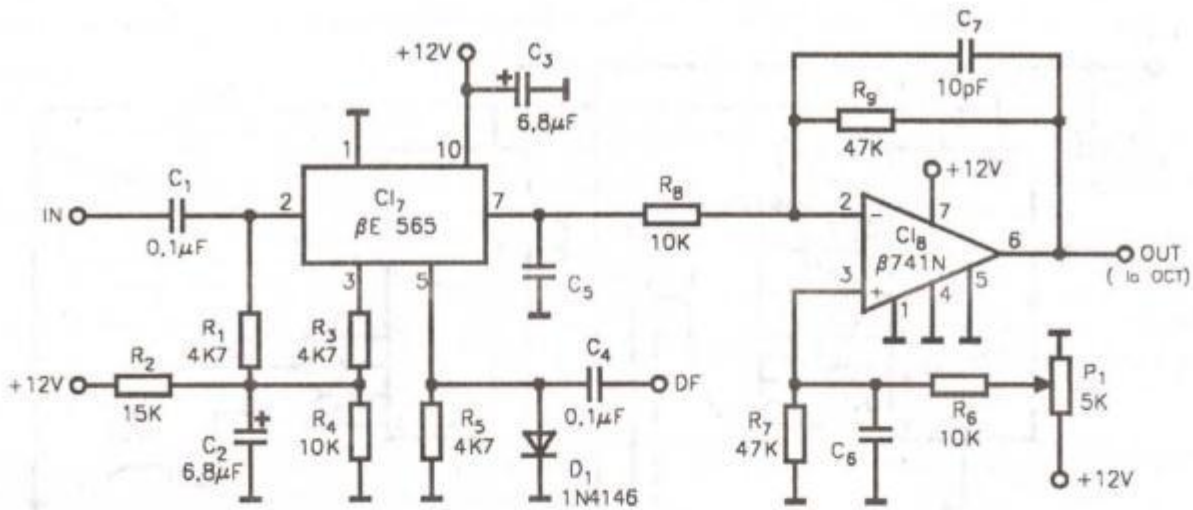 +12V
C3
6,8µF
C7
10pF
R9
47K
1
10
+12V
C1
IN
0,1µF
2
CI7
βE 565
7
R8
10K
2
−
7
CI8
β741N
6
OUT
( la OCT)
3
+
1
4
5
3
5
C5
R1
4K7
R3
4K7
R2
+12V
15K
C4
DF
0,1µF
P1
5K
R6
10K
C2
+
6,8µF
R4
10K
R5
4K7
D1
1N4146
R7
47K
C6
+12V